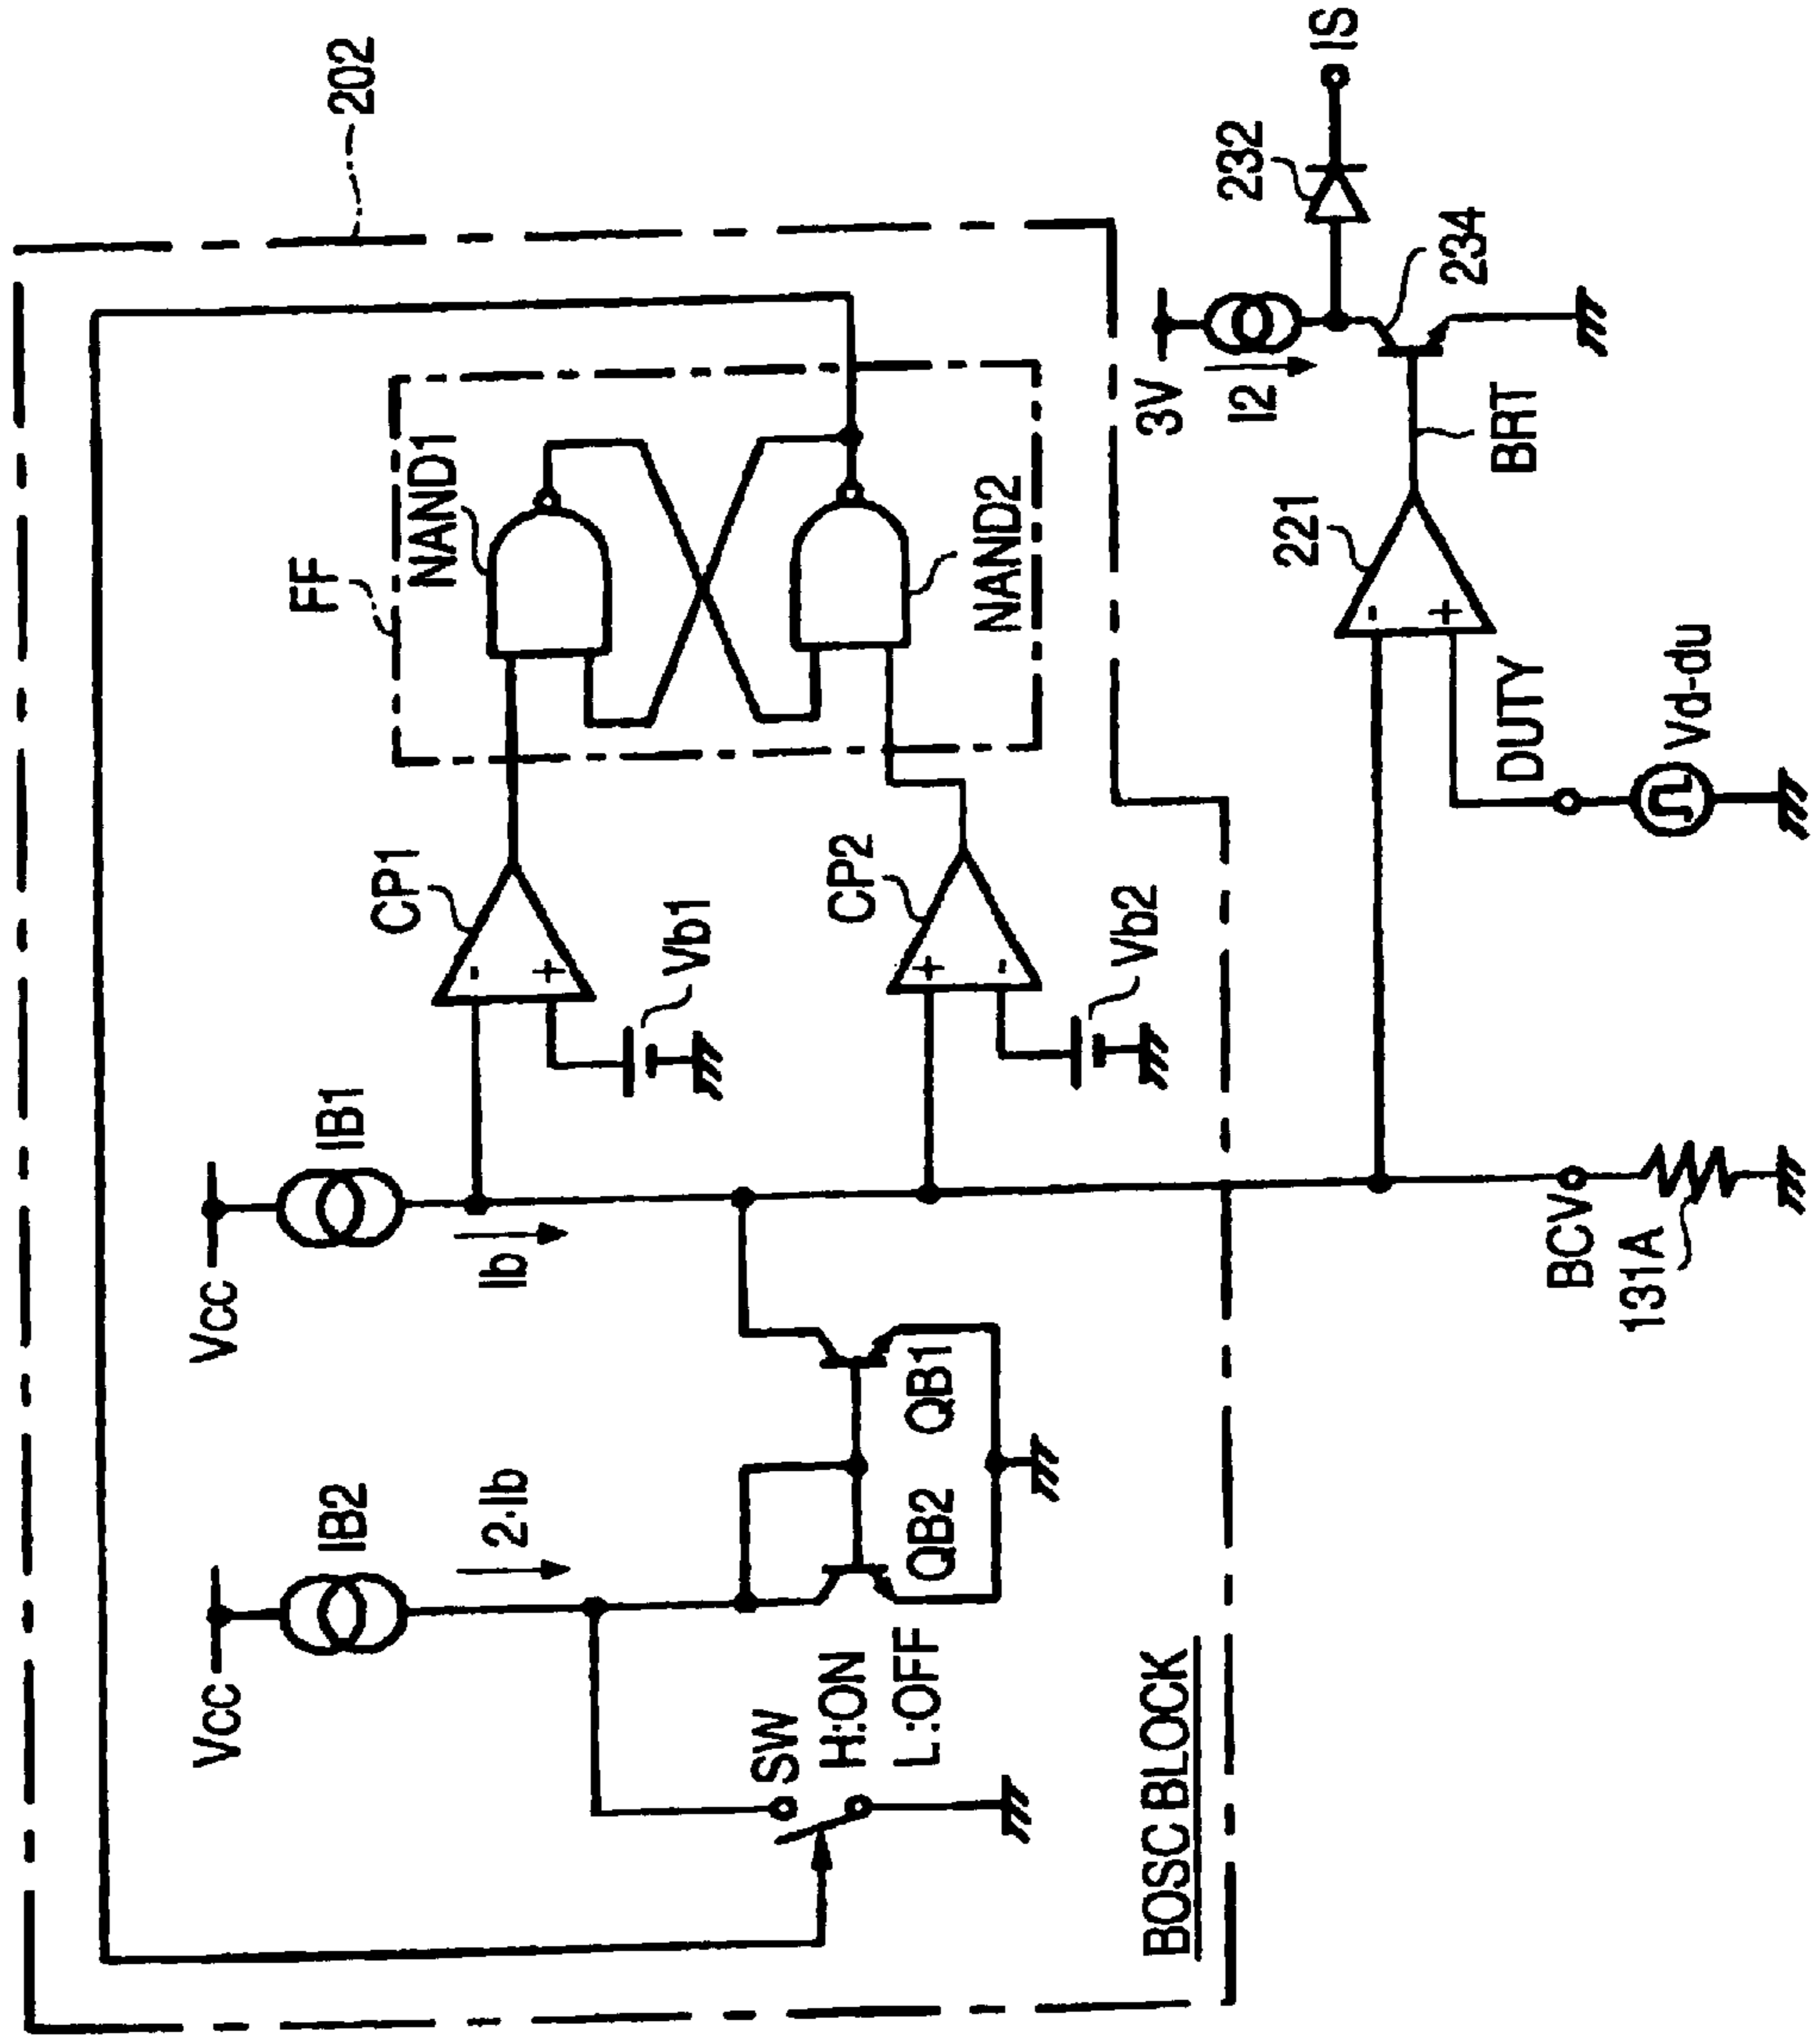 202
FF
NAND1
NAND2
CP1
Vb1
CP2
Vb2
Vcc
IB1
Ib
Vcc
IB2
2·Ib
QB2
QB1
SW
H:ON
L:OFF
BOSC BLOCK
3V
I2
232
IS
234
BRT
221
-
+
-
+
+
-
DUTY
Vd-du
BCV
131A